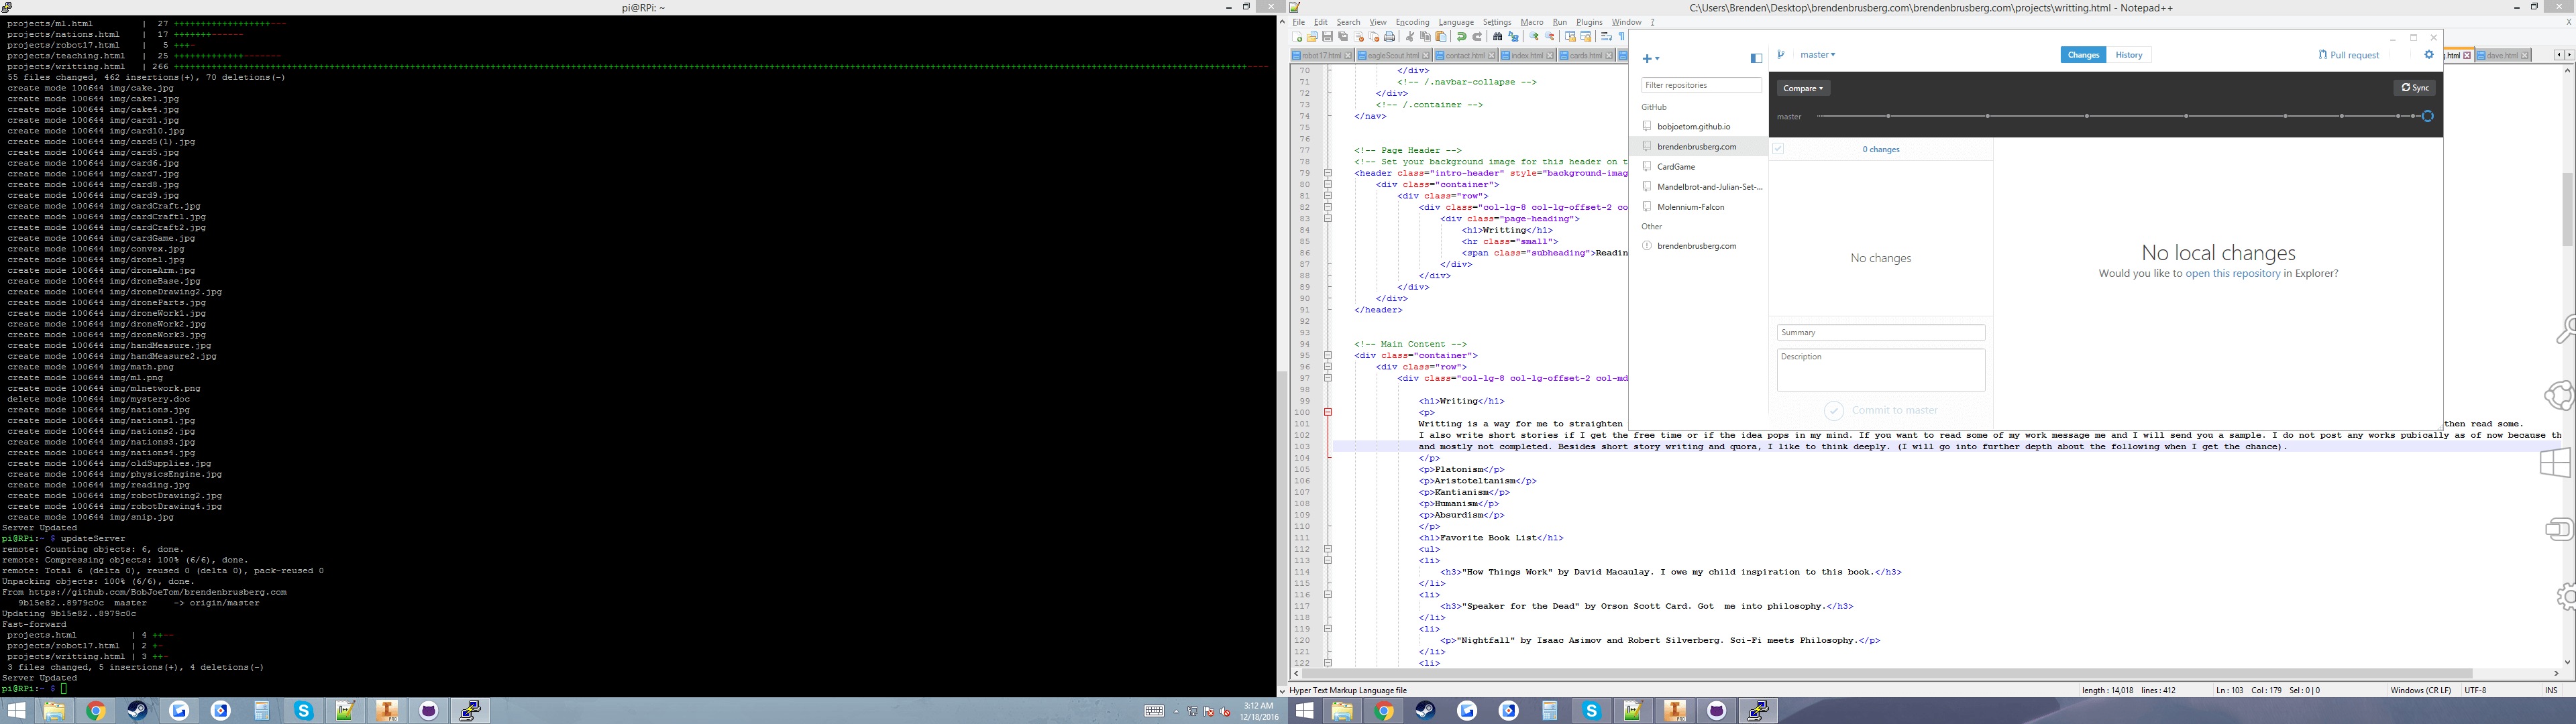 pi@RPi: ~
projects/ml.html | 27 +++++++++++++++++++---
projects/nations.html | 17 +++++++------
projects/robot17.html | 5 +++-
projects/teaching.html | 25 ++++++++++++++++--------
projects/writting.html | 266
55 files changed, 462 insertions(+), 70 deletions(-)
create mode 100644 img/cake.jpg
create mode 100644 img/cake1.jpg
create mode 100644 img/cake4.jpg
create mode 100644 img/card1.jpg
create mode 100644 img/card10.jpg
create mode 100644 img/card5(1).jpg
create mode 100644 img/card5.jpg
create mode 100644 img/card6.jpg
create mode 100644 img/card7.jpg
create mode 100644 img/card8.jpg
create mode 100644 img/card9.jpg
create mode 100644 img/cardCraft.jpg
create mode 100644 img/cardCraft1.jpg
create mode 100644 img/cardCraft2.jpg
create mode 100644 img/cardGame.jpg
create mode 100644 img/convex.jpg
create mode 100644 img/drone1.jpg
create mode 100644 img/droneArm.jpg
create mode 100644 img/droneBase.jpg
create mode 100644 img/droneDrawing2.jpg
create mode 100644 img/droneParts.jpg
create mode 100644 img/droneWork1.jpg
create mode 100644 img/droneWork2.jpg
create mode 100644 img/droneWork3.jpg
create mode 100644 img/handMeasure.jpg
create mode 100644 img/handMeasure2.jpg
create mode 100644 img/math.png
create mode 100644 img/ml.png
create mode 100644 img/mlnetwork.png
delete mode 100644 img/mystery.doc
create mode 100644 img/nations.jpg
create mode 100644 img/nations1.jpg
create mode 100644 img/nations2.jpg
create mode 100644 img/nations3.jpg
create mode 100644 img/nations4.jpg
create mode 100644 img/oldSupplies.jpg
create mode 100644 img/physicsEngine.jpg
create mode 100644 img/reading.jpg
create mode 100644 img/robotDrawing2.jpg
create mode 100644 img/robotDrawing4.jpg
create mode 100644 img/snip.jpg
Server Updated
pi@RPi:~ $ updateServer
remote: Counting objects: 6, done.
remote: Compressing objects: 100% (6/6), done.
remote: Total 6 (delta 0), reused 0 (delta 0), pack-reused 0
Unpacking objects: 100% (6/6), done.
From https://github.com/BobJoeTom/brendenbrusberg.com
9b15e82..8979c0c master -> origin/master
Updating 9b15e82..8979c0c
Fast-forward
projects.html | 4 ++--
projects/robot17.html | 2 +-
projects/writting.html | 3 ++-
3 files changed, 5 insertions(+), 4 deletions(-)
Server Updated
pi@RPi:~ $
3:12 AM
12/18/2016
C:\Users\Brenden\Desktop\brendenbrusberg.com\brendenbrusberg.com\projects\writting.html - Notepad++
File Edit Search View Encoding Language Settings Macro Run Plugins Window ?
robot17.html eagleScout.html contact.html index.html cards.html g.html dave.html
70 </div>
71 <!-- /.navbar-collapse -->
72 </div>
73 <!-- /.container -->
74 </nav>
75
76
77 <!-- Page Header -->
78 <!-- Set your background image for this header on t
79 <header class="intro-header" style="background-imag
80 <div class="container">
81 <div class="row">
82 <div class="col-lg-8 col-lg-offset-2 co
83 <div class="page-heading">
84 <h1>Writting</h1>
85 <hr class="small">
86 <span class="subheading">Readin
87 </div>
88 </div>
89 </div>
90 </div>
91 </header>
92
93
94 <!-- Main Content -->
95 <div class="container">
96 <div class="row">
97 <div class="col-lg-8 col-lg-offset-2 col-md
98
99 <h1>Writing</h1>
100 <p>
101 Writting is a way for me to straighten then read some.
102 I also write short stories if I get the free time or if the idea pops in my mind. If you want to read some of my work message me and I will send you a sample. I do not post any works pubically as of now because th
103 and mostly not completed. Besides short story writing and quora, I like to think deeply. (I will go into further depth about the following when I get the chance).
104 </p>
105 <p>Platonism</p>
106 <p>Aristoteltanism</p>
107 <p>Kantianism</p>
108 <p>Humanism</p>
109 <p>Absurdism</p>
110 </p>
111 <h1>Favorite Book List</h1>
112 <ul>
113 <li>
114 <h3>"How Things Work" by David Macaulay. I owe my child inspiration to this book.</h3>
115 </li>
116 <li>
117 <h3>"Speaker for the Dead" by Orson Scott Card. Got  me into philosophy.</h3>
118 </li>
119 <li>
120 <p>"Nightfall" by Isaac Asimov and Robert Silverberg. Sci-Fi meets Philosophy.</p>
121 </li>
122 <li>
Hyper Text Markup Language file length : 14,018 lines : 412 Ln : 103 Col : 179 Sel : 0 | 0 Windows (CR LF) UTF-8 INS
master Changes History Pull request
Filter repositories
GitHub
bobjoetom.github.io
brendenbrusberg.com
CardGame
Mandelbrot-and-Julian-Set-...
Molennium-Falcon
Other
brendenbrusberg.com
Compare Sync
master
0 changes
No changes
Summary
Description
Commit to master
No local changes
Would you like to open this repository in Explorer?